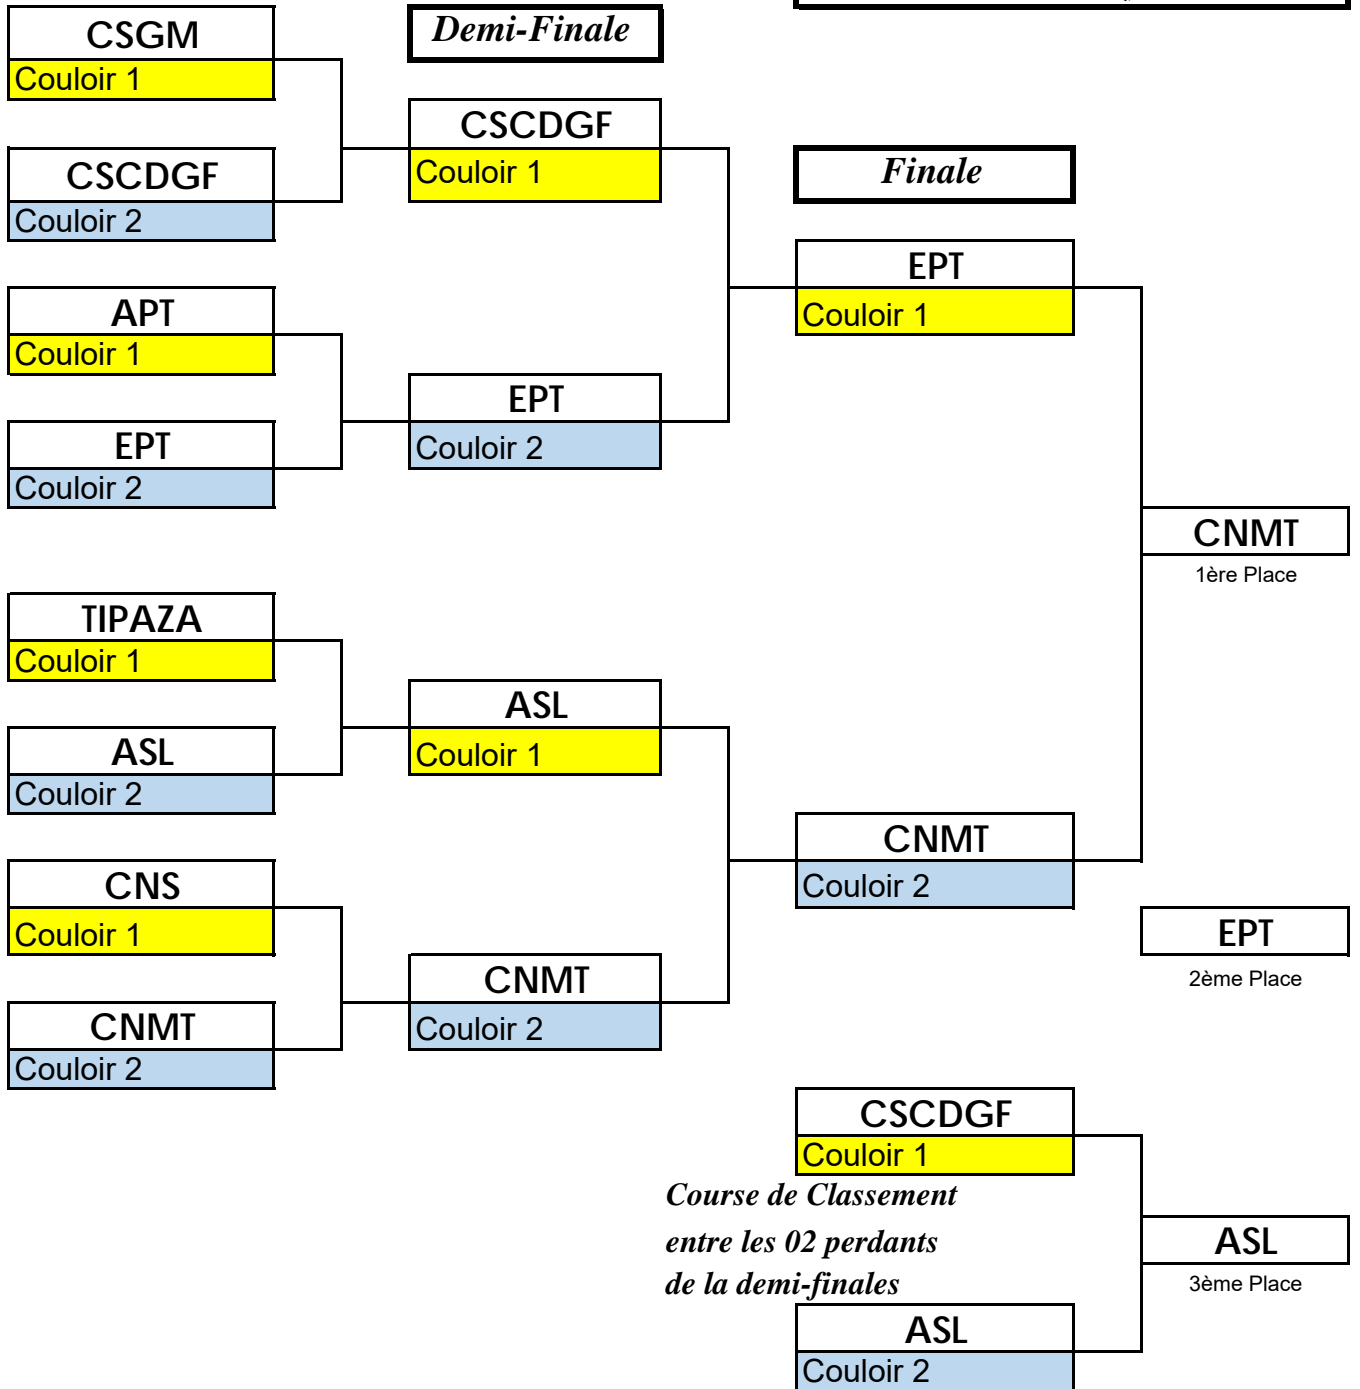 CSGM
Couloir 1
CSCDGF
Couloir 2
APT
Couloir 1
EPT
Couloir 2
TIPAZA
Couloir 1
ASL
Couloir 2
CNS
Couloir 1
CNMT
Couloir 2
Demi-Finale
CSCDGF
Couloir 1
EPT
Couloir 2
ASL
Couloir 1
CNMT
Couloir 2
Finale
EPT
Couloir 1
CNMT
Couloir 2
CNMT
1ère Place
EPT
2ème Place
CSCDGF
Couloir 1
Course de Classement
entre les 02 perdants
de la demi-finales
ASL
Couloir 2
ASL
3ème Place